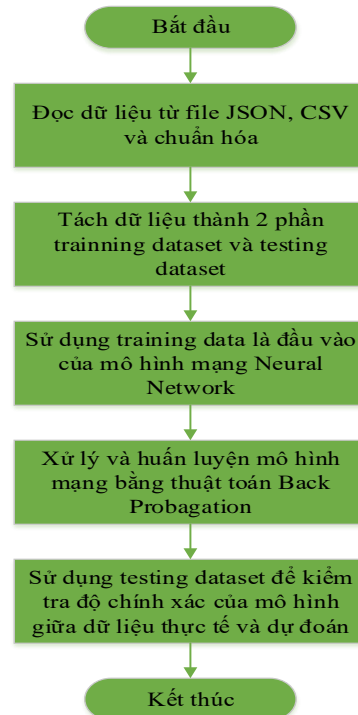 Bắt đầu
Đọc dữ liệu từ file JSON, CSV
và chuẩn hóa
Tách dữ liệu thành 2 phần
trainning dataset và testing
dataset
Sử dụng training data là đầu vào
của mô hình mạng Neural
Network
Xử lý và huấn luyện mô hình
mạng bằng thuật toán Back
Probagation
Sử dụng testing dataset để kiểm
tra độ chính xác của mô hình
giữa dữ liệu thực tế và dự đoán
Kết thúc